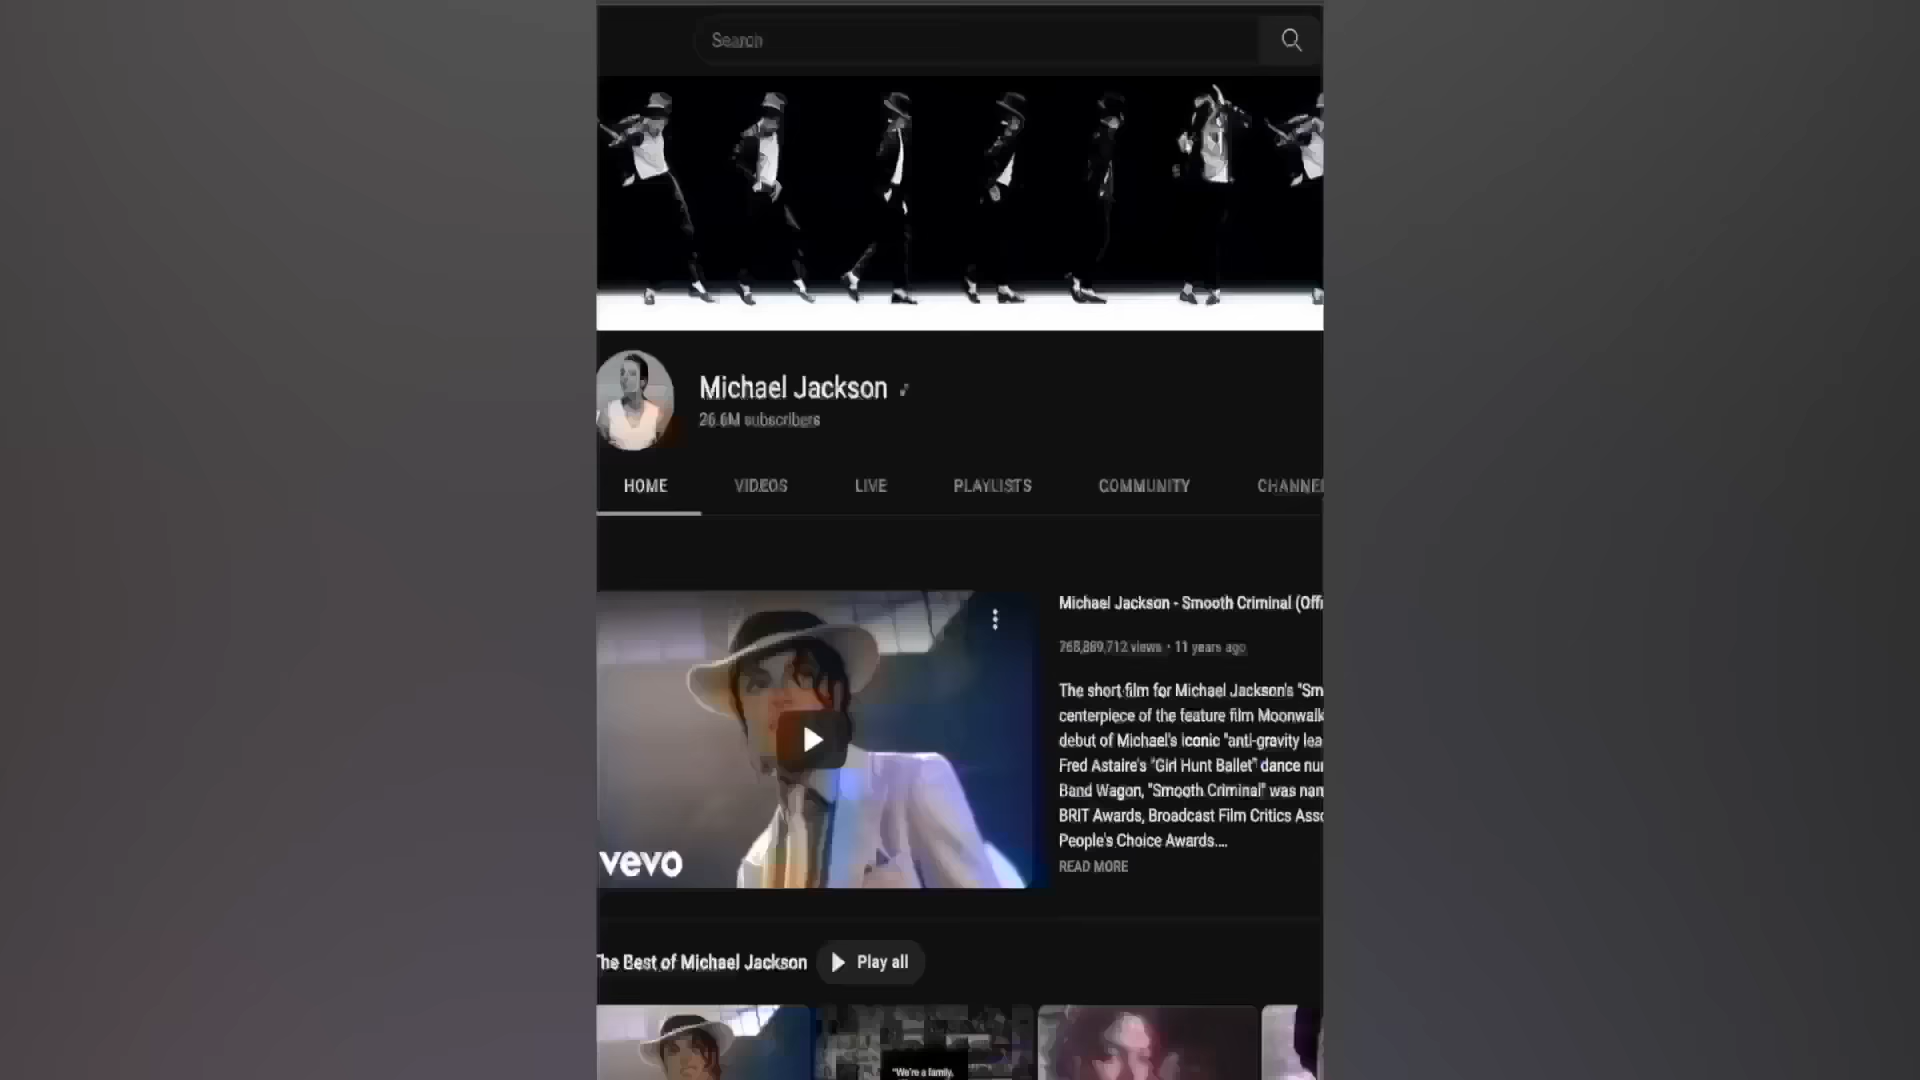 Search
Michael Jackson
26.6M subscribers
HOME VIDEOS LIVE PLAYLISTS COMMUNITY CHANNE
Michael Jackson - Smooth Criminal (Offi
768,889,712 views • 11 years ago
The short film for Michael Jackson's "Sm
centerpiece of the feature film Moonwalk
debut of Michael's iconic "anti-gravity lea
Fred Astaire's "Girl Hunt Ballet" dance nu
Band Wagon, "Smooth Criminal" was nam
BRIT Awards, Broadcast Film Critics Asso
People's Choice Awards....
READ MORE
vevo
The Best of Michael Jackson Play all
"We're a family,